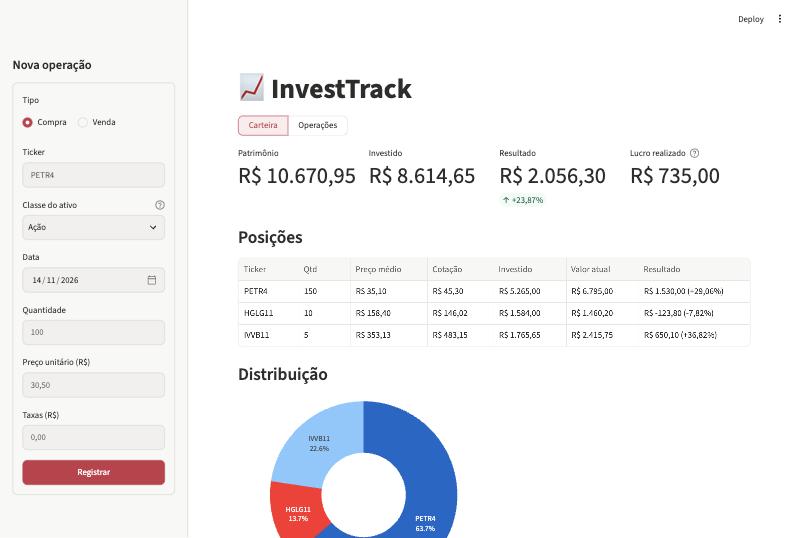 Deploy
Nova operação
Tipo
Compra Venda
Ticker
PETR4
Classe do ativo
Ação
Data
14/11/2026
Quantidade
100
Preço unitário (R$)
30,50
Taxas (R$)
0,00
Registrar
InvestTrack
Carteira Operações
Patrimônio Investido Resultado Lucro realizado
R$ 10.670,95 R$ 8.614,65 R$ 2.056,30 R$ 735,00
↑ +23,87%
Posições
Ticker Qtd Preço médio Cotação Investido Valor atual Resultado
PETR4 150 R$ 35,10 R$ 45,30 R$ 5.265,00 R$ 6.795,00 R$ 1.530,00 (+29,06%)
HGLG11 10 R$ 158,40 R$ 146,02 R$ 1.584,00 R$ 1.460,20 R$ -123,80 (-7,82%)
IVVB11 5 R$ 353,13 R$ 483,15 R$ 1.765,65 R$ 2.415,75 R$ 650,10 (+36,82%)
Distribuição
IVVB11
22.6%
HGLG11
13.7%
PETR4
63.7%